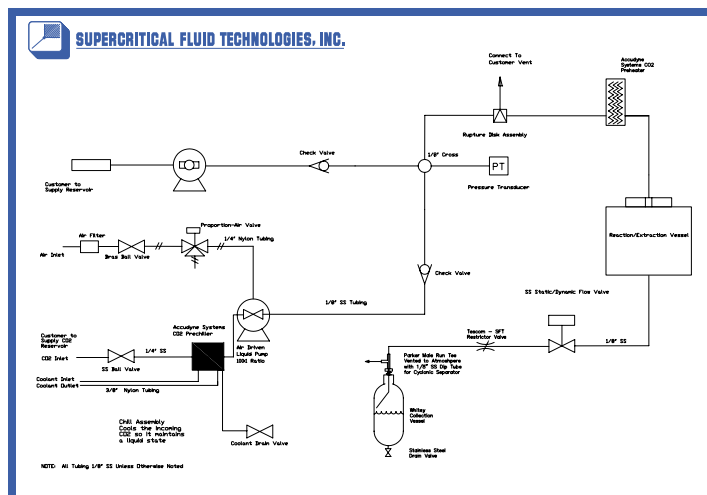 SUPERCRITICAL FLUID TECHNOLOGIES, INC.
Connect To
Customer Vent
Accudyne
Systems CO2
Preheater
Rupture Disk Assembly
Check Valve
1/8" Cross
PT
Pressure Transducer
Customer to
Supply Reservoir
Proportion-Air Valve
Air Filter
1/4" Nylon Tubing
Air Inlet
Bras Ball Valve
Reaction/Extraction Vessel
Check Valve
SS Static/Dynamic Flow Valve
1/8" SS Tubing
Customer to
Supply CO2
Reservoir
Accudyne Systems
CO2 Prechiller
Tescom - SFT
Restrictor Valve
1/8" SS
1/4" SS
CO2 Inlet
SS Ball Valve
Air Driven
Liquid Pump
100:1 Ratio
Parker Male Run Tee
Vented to Atmoshpere
with 1/8" SS Dip Tube
for Cyclonic Separator
Coolant Inlet
Coolant Outlet
3/8" Nylon Tubing
Whitey
Collection
Vessel
Chill Assembly
Cools the Incoming
CO2 so it maintains
a liquid state
Coolant Drain Valve
Stainless Steel
Drain Valve
NOTE: All Tubing 1/8" SS Unless Otherwise Noted